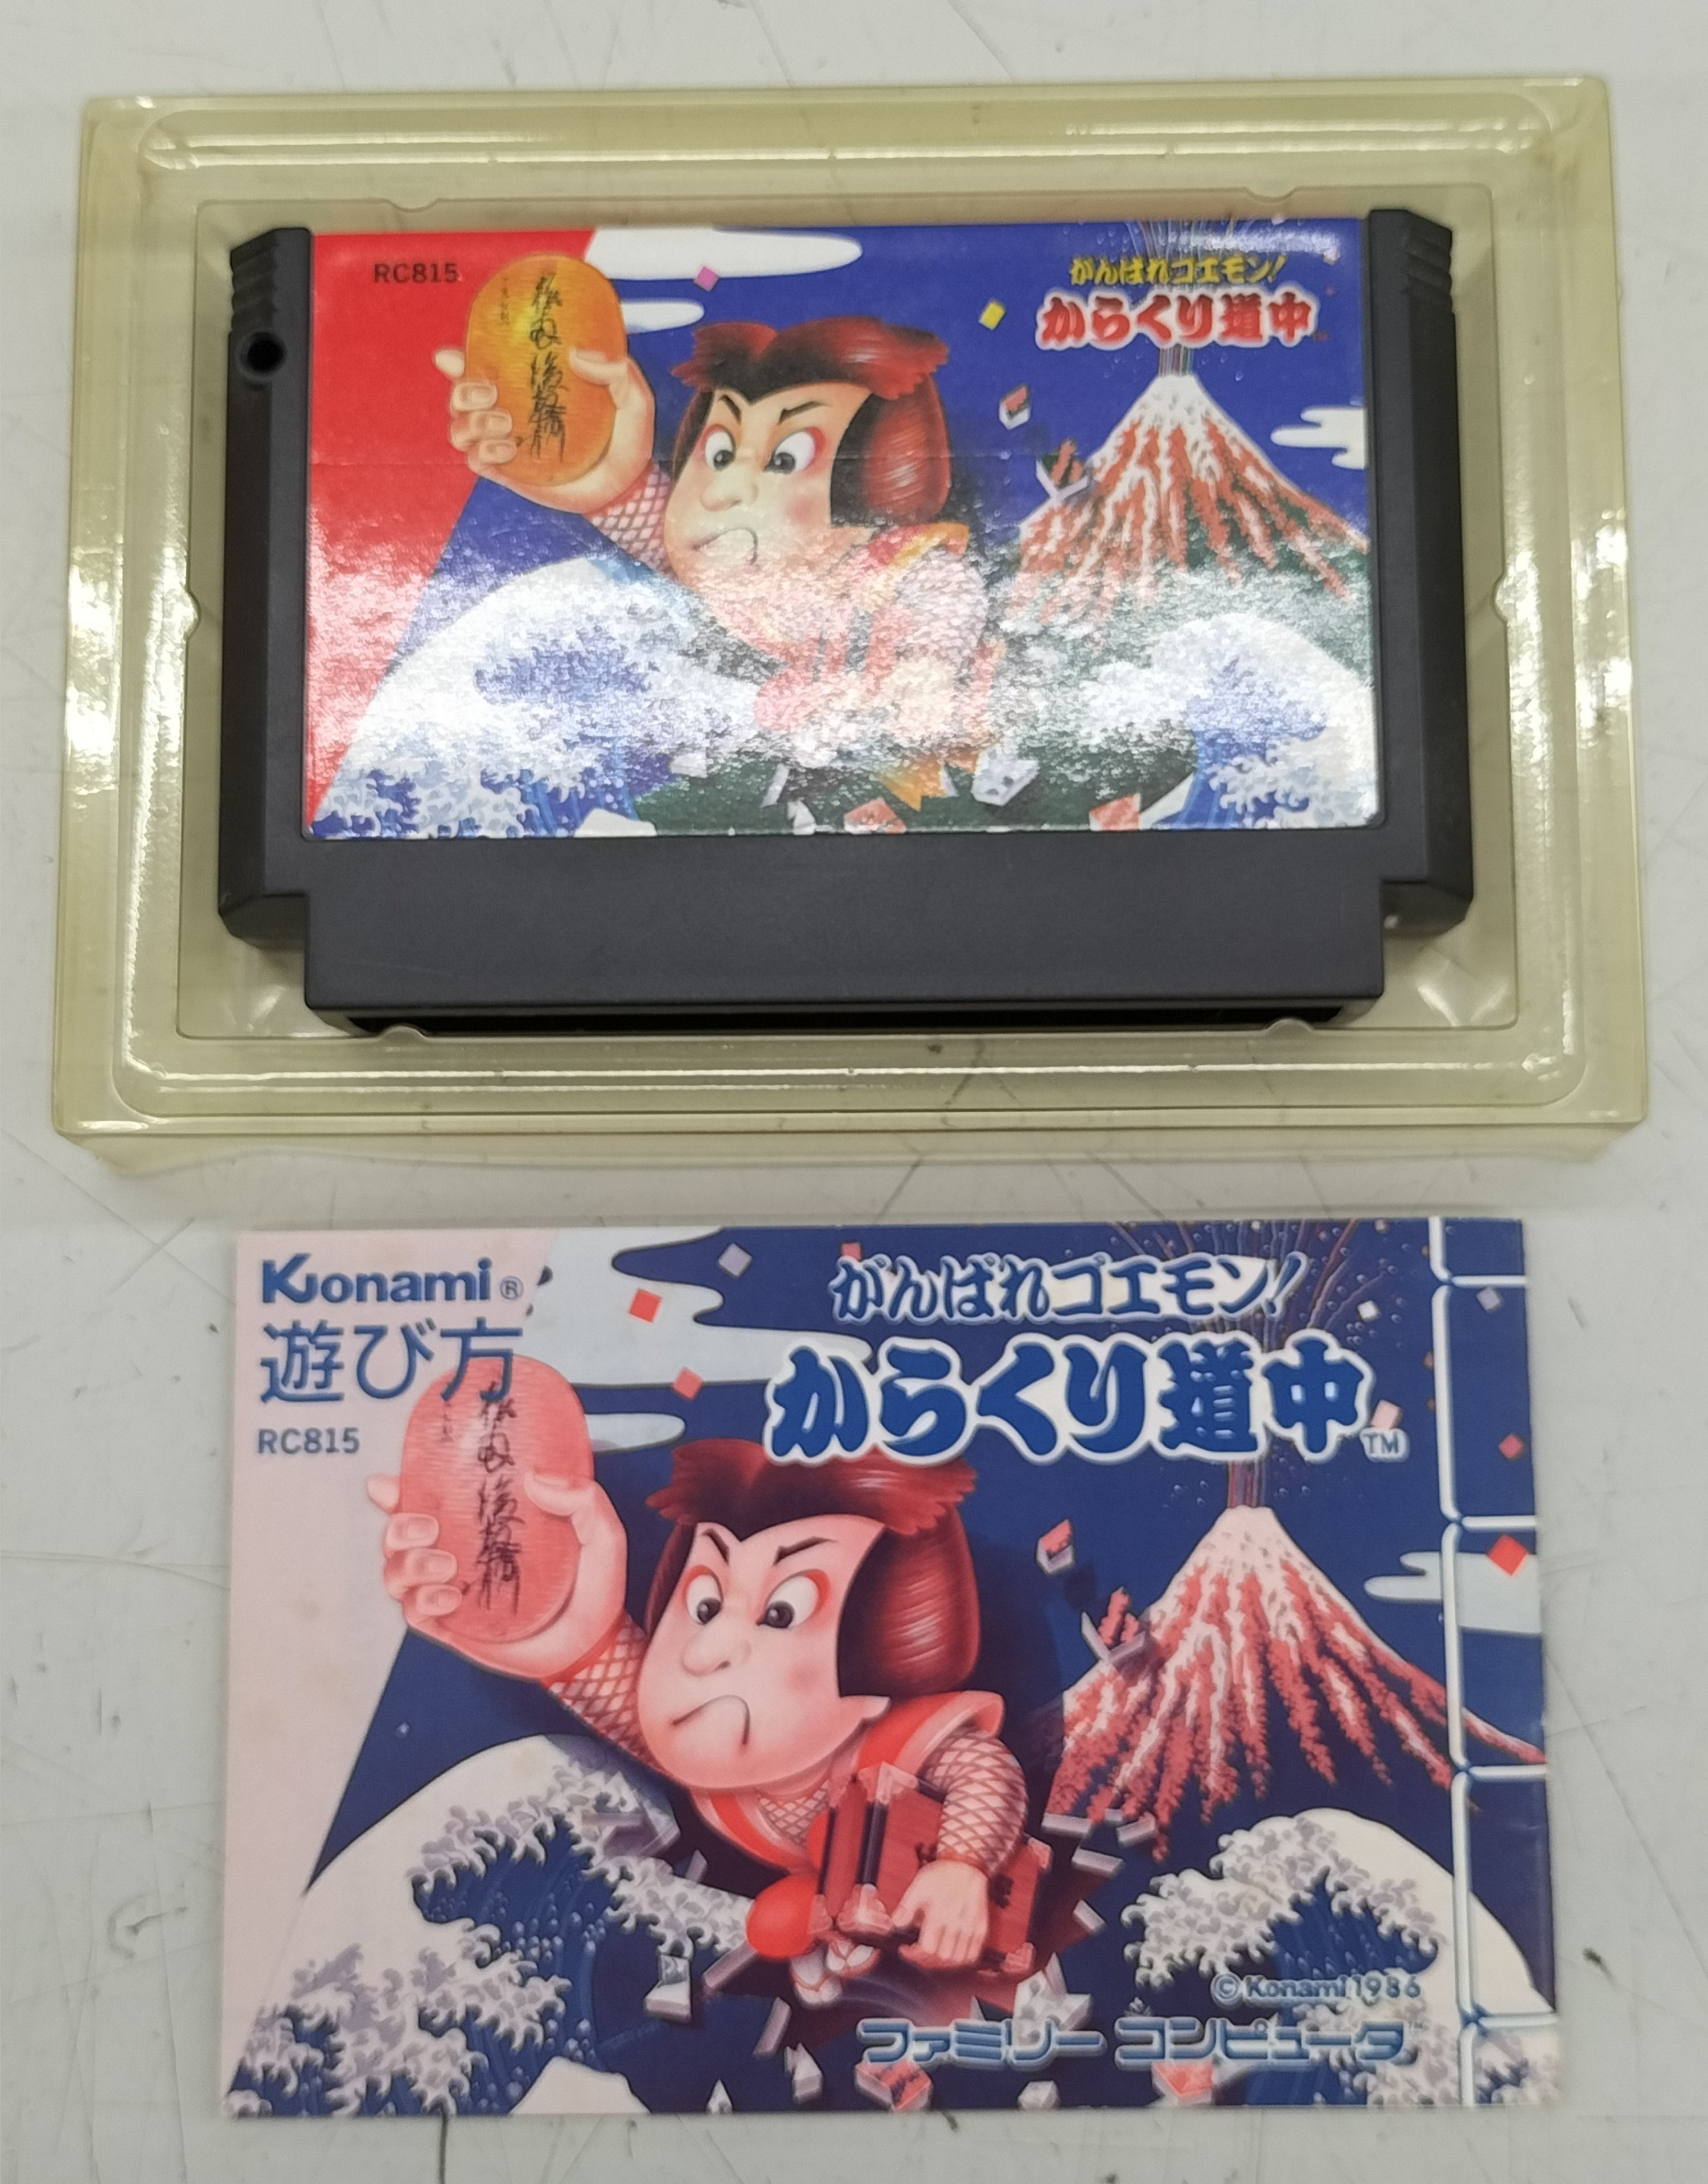 RC815
がんばれゴエモン!
からくり道中
Konami®
遊び方
RC815
がんばれゴエモン!
からくり道中™
©Konami 1986
ファミリー コンピュータ